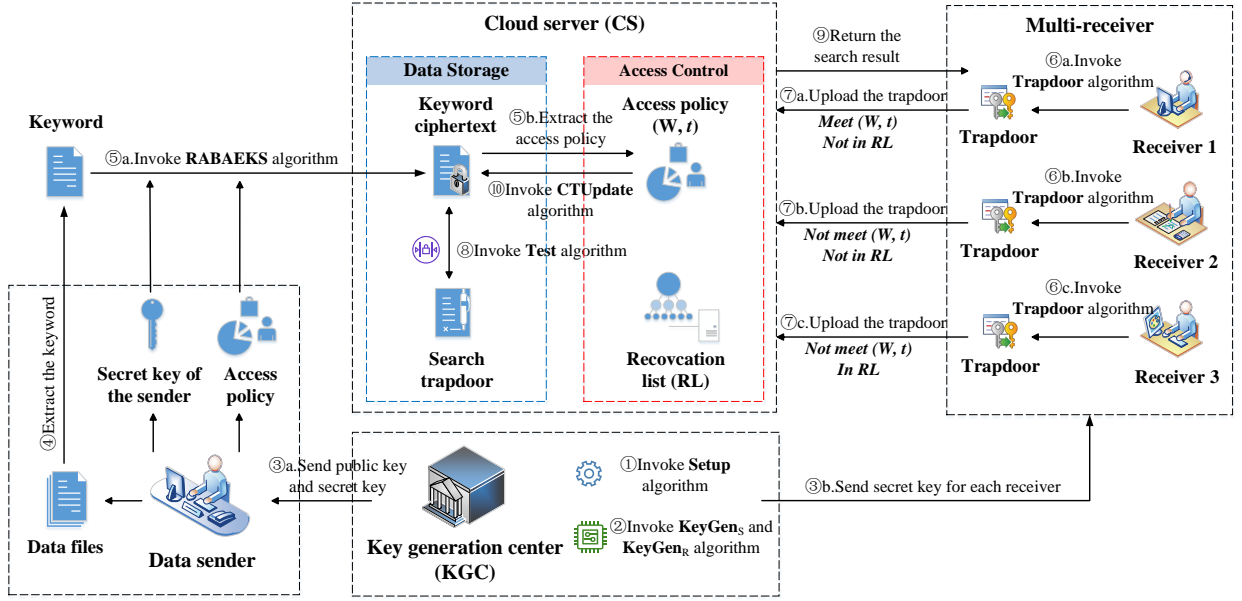 Cloud server (CS)
Data Storage
Access Control
Keyword
ciphertext
⑤b.Extract the
access policy
Access policy
(W, t)
⑩Invoke CTUpdate
algorithm
⑧Invoke Test algorithm
Search
trapdoor
Recovcation
list (RL)
Keyword
⑤a.Invoke RABAEKS algorithm
④Extract the keyword
Secret key of
the sender
Access
policy
Data files
Data sender
③a.Send public key
and secret key
Key generation center
(KGC)
①Invoke Setup
algorithm
②Invoke KeyGenS and
KeyGenR algorithm
③b.Send secret key for each receiver
⑨Return the
search result
⑦a.Upload the trapdoor
Meet (W, t)
Not in RL
⑦b.Upload the trapdoor
Not meet (W, t)
Not in RL
⑦c.Upload the trapdoor
Not meet (W, t)
In RL
Multi-receiver
⑥a.Invoke
Trapdoor algorithm
Trapdoor
Receiver 1
⑥b.Invoke
Trapdoor algorithm
Trapdoor
Receiver 2
⑥c.Invoke
Trapdoor algorithm
Trapdoor
Receiver 3